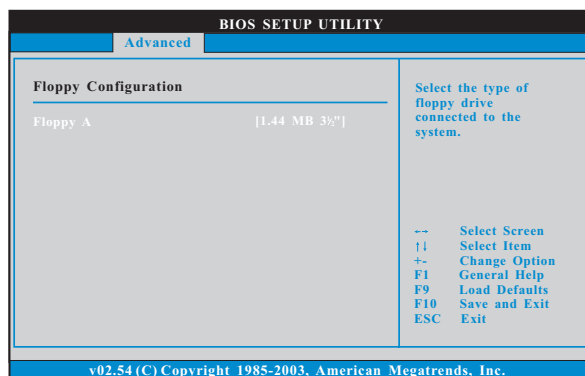 BIOS SETUP UTILITY
Advanced
Floppy Configuration
Floppy A [1.44 MB 3½"]
Select the type of
floppy drive
connected to the
system.
←→ Select Screen
↑↓ Select Item
+- Change Option
F1 General Help
F9 Load Defaults
F10 Save and Exit
ESC Exit
v02.54 (C) Copyright 1985-2003, American Megatrends, Inc.